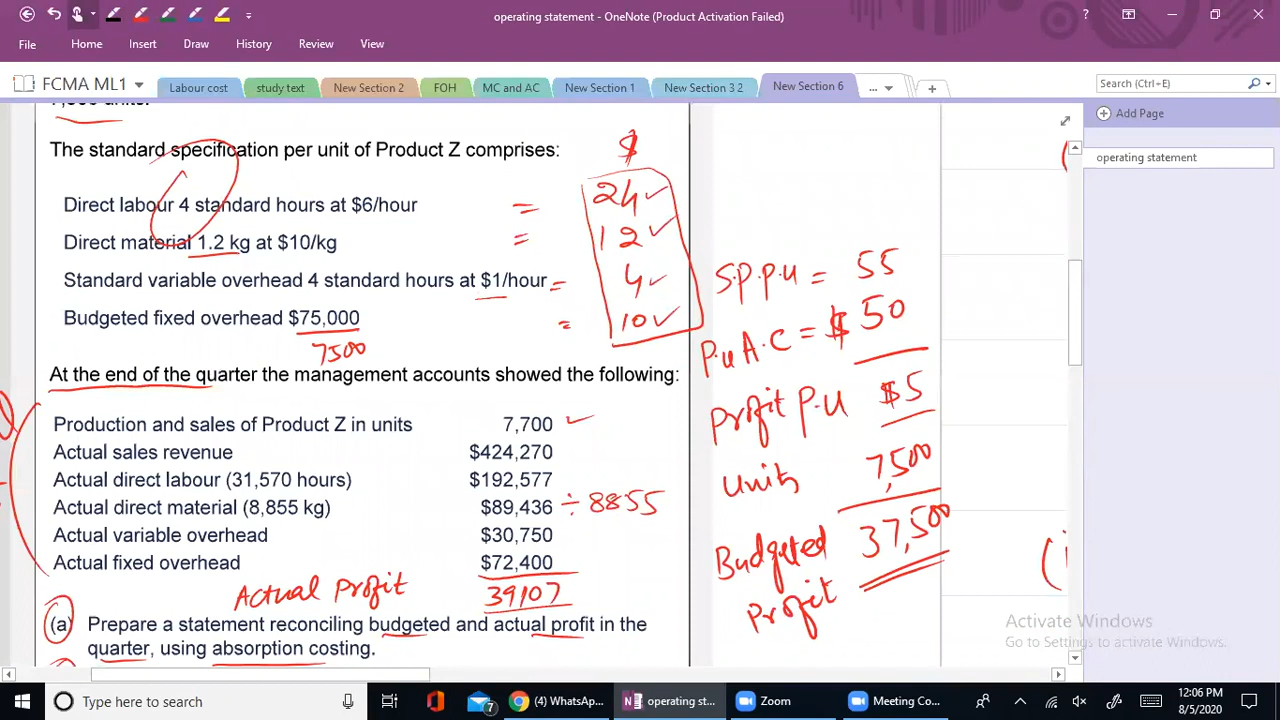 operating statement - OneNote (Product Activation Failed)
File Home Insert Draw History Review View
FCMA ML1 Labour cost study text New Section 2 FOH MC and AC New Section 1 New Section 3 2 New Section 6 ... Search (Ctrl+E)
Add Page
operating statement
The standard specification per unit of Product Z comprises: $
Direct labour 4 standard hours at $6/hour = 24 ✓
Direct material 1.2 kg at $10/kg = 12 ✓
Standard variable overhead 4 standard hours at $1/hour = 4 ✓
Budgeted fixed overhead $75,000 = 10 ✓
7500
At the end of the quarter the management accounts showed the following:
Production and sales of Product Z in units 7,700 ✓
Actual sales revenue $424,270
Actual direct labour (31,570 hours) $192,577
Actual direct material (8,855 kg) $89,436 ÷ 8855
Actual variable overhead $30,750
Actual fixed overhead $72,400
Actual Profit 39107
(a) Prepare a statement reconciling budgeted and actual profit in the
quarter, using absorption costing.
S.P.P.U = 55
P.U A.C = $50
Profit P.U $5
Units 7,500
Budgeted 37,500
Profit
Activate Windows
Go to Settings to activate Windows.
Type here to search
7
(4) WhatsApp...
operating sta...
Zoom
Meeting Co...
12:06 PM
8/5/2020